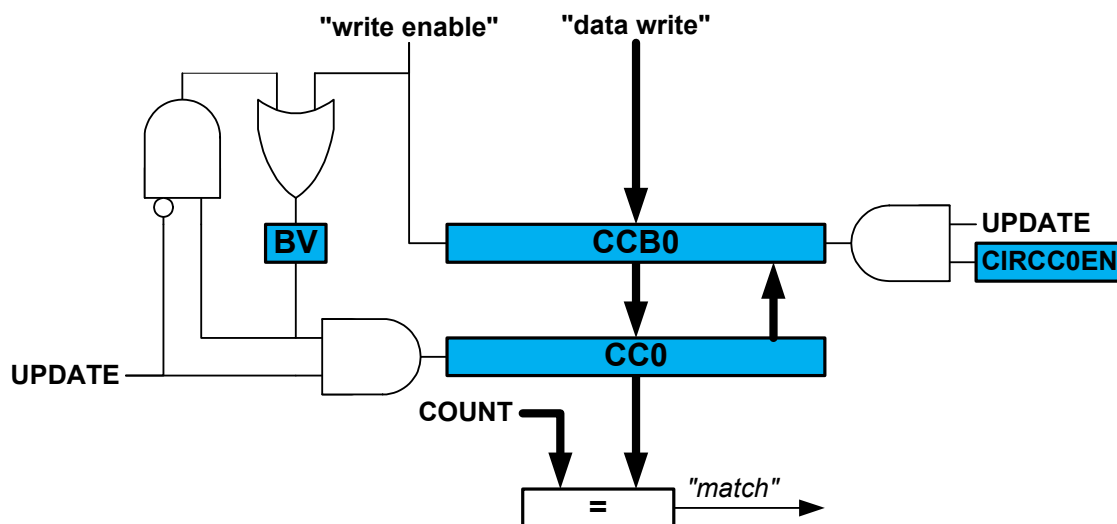 "write enable"
"data write"
BV
CCB0
UPDATE
CIRCC0EN
UPDATE
CC0
COUNT
=
"match"